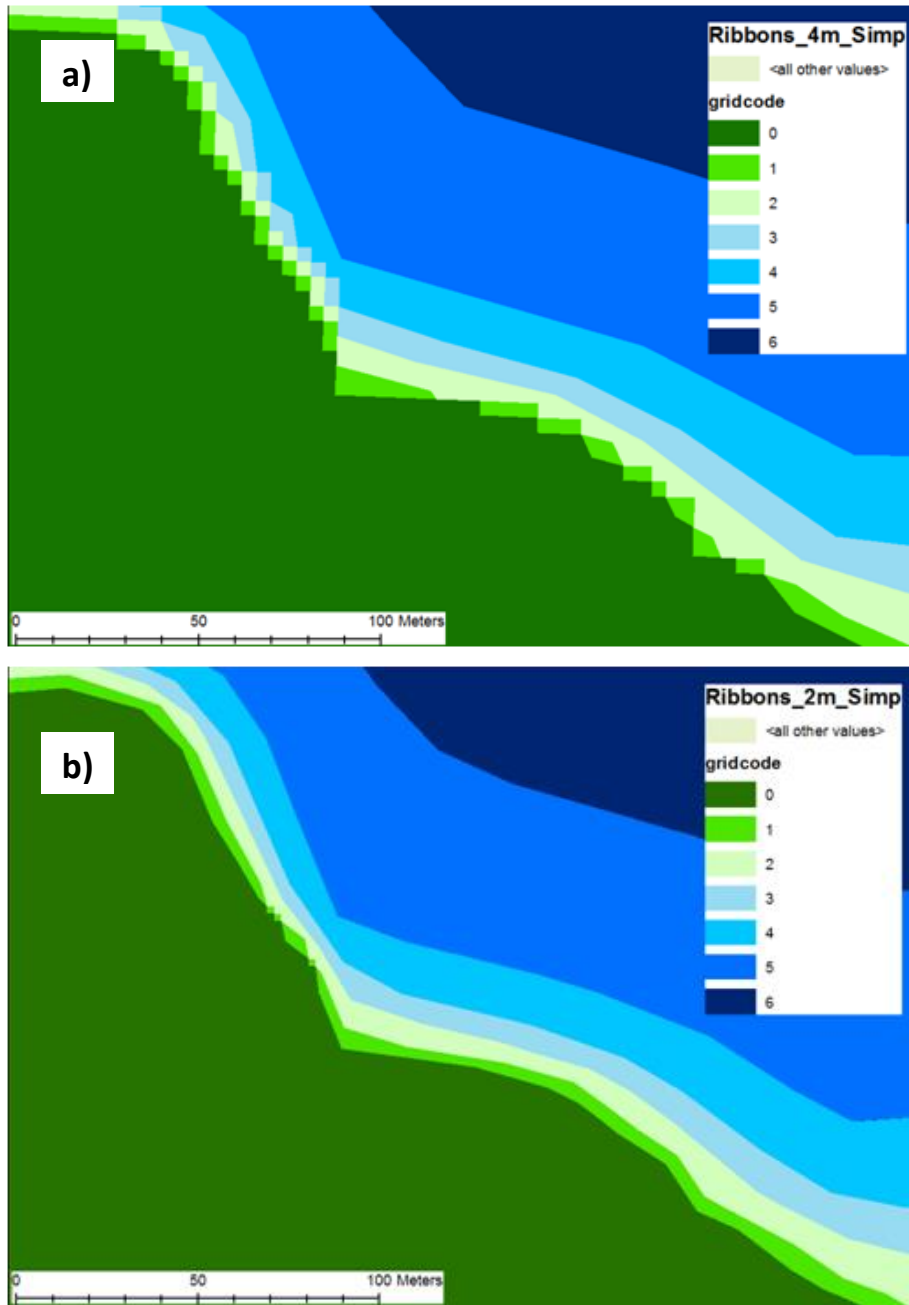 a)
Ribbons_4m_Simp
<all other values>
gridcode
0
1
2
3
4
5
6
0 50 100 Meters
b)
Ribbons_2m_Simp
<all other values>
gridcode
0
1
2
3
4
5
6
0 50 100 Meters